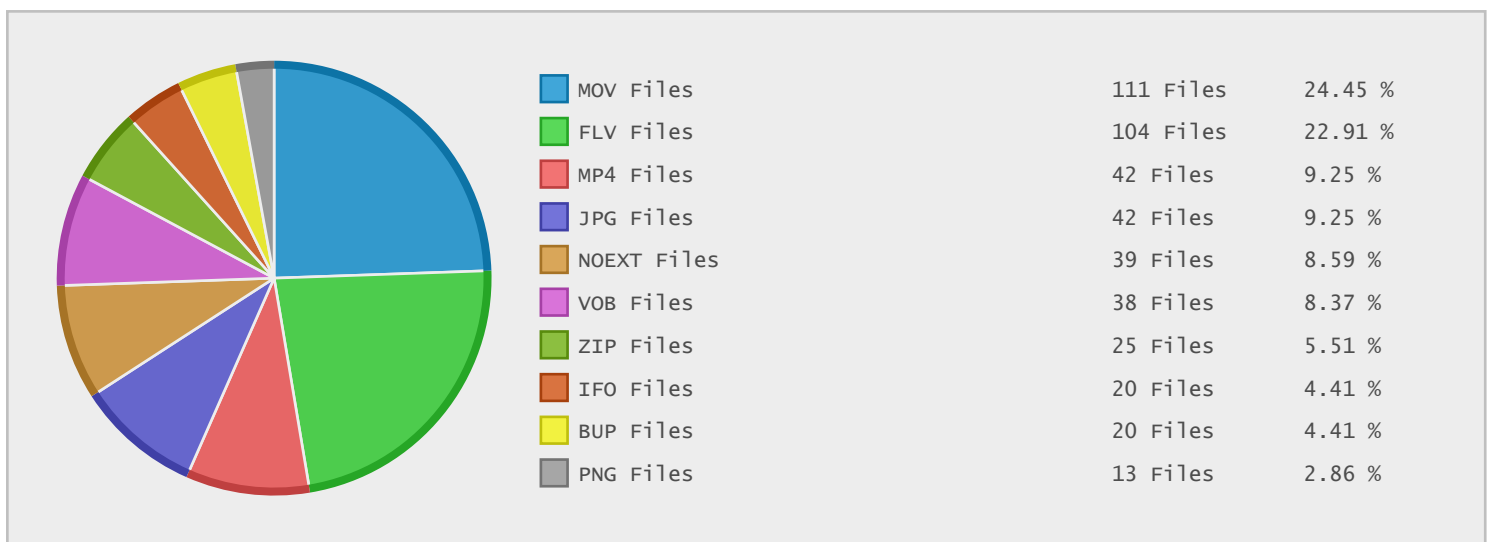 MOV Files 111 Files 24.45 %
FLV Files 104 Files 22.91 %
MP4 Files 42 Files 9.25 %
JPG Files 42 Files 9.25 %
NOEXT Files 39 Files 8.59 %
VOB Files 38 Files 8.37 %
ZIP Files 25 Files 5.51 %
IFO Files 20 Files 4.41 %
BUP Files 20 Files 4.41 %
PNG Files 13 Files 2.86 %